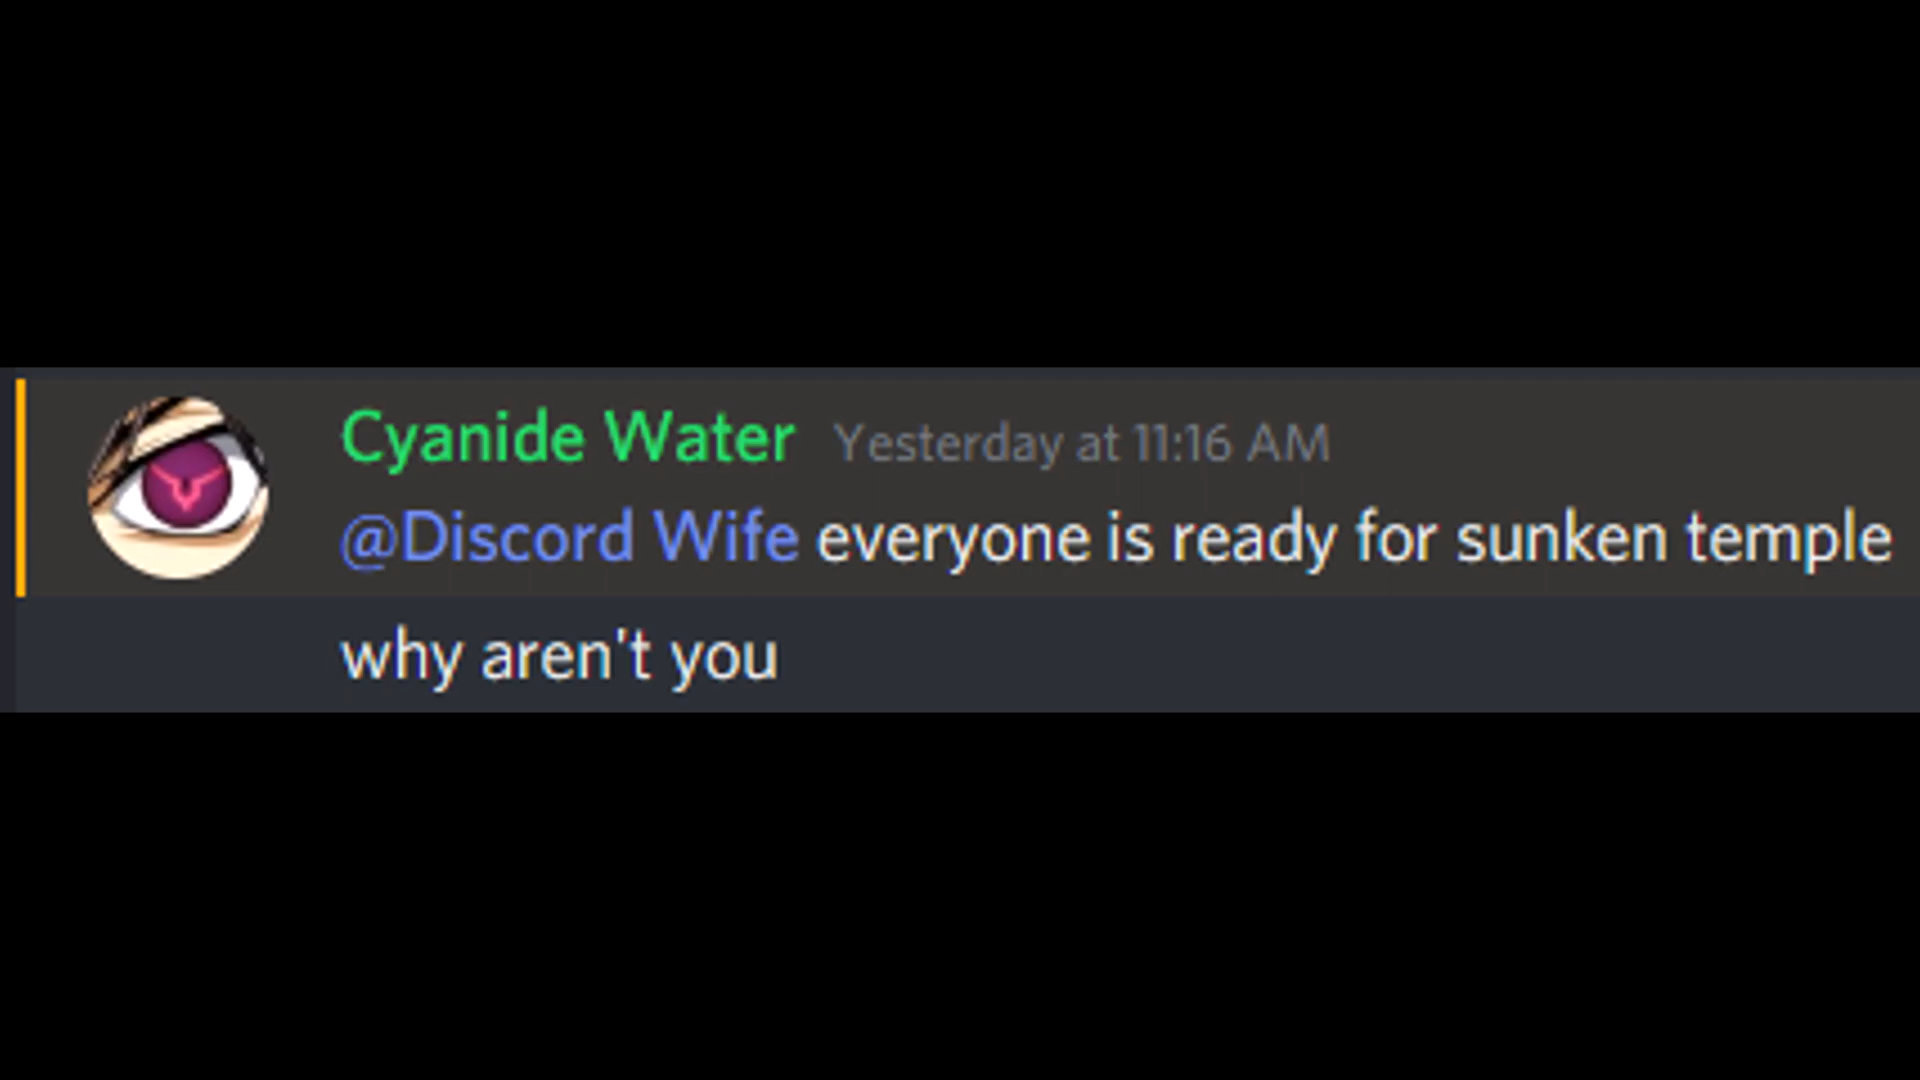 Cyanide Water Yesterday at 11:16 AM
@Discord Wife everyone is ready for sunken temple
why aren't you